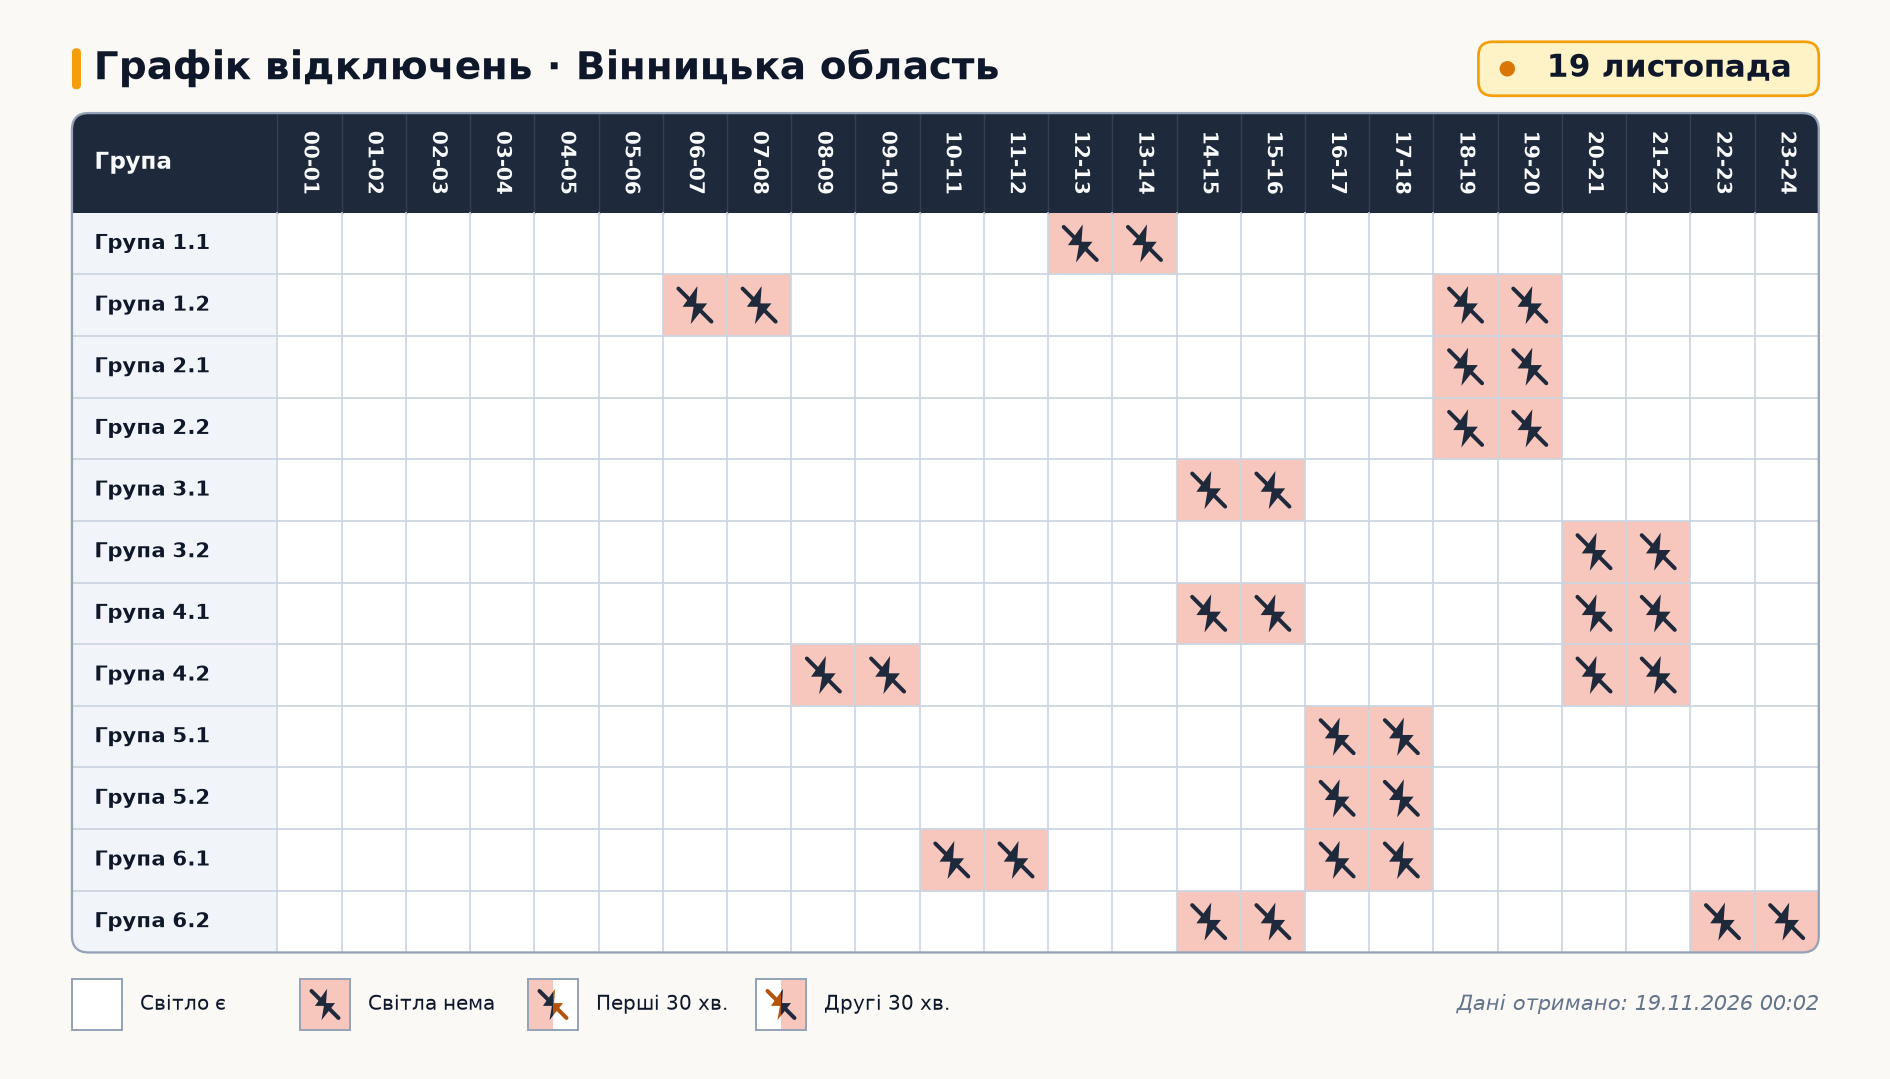 Графік відключень · Вінницька область
19 листопада
Група 00-01 01-02 02-03 03-04 04-05 05-06 06-07 07-08 08-09 09-10 10-11 11-12 12-13 13-14 14-15 15-16 16-17 17-18 18-19 19-20 20-21 21-22 22-23 23-24
Група 1.1
Група 1.2
Група 2.1
Група 2.2
Група 3.1
Група 3.2
Група 4.1
Група 4.2
Група 5.1
Група 5.2
Група 6.1
Група 6.2
Світло є Світла нема Перші 30 хв. Другі 30 хв. Дані отримано: 19.11.2026 00:02